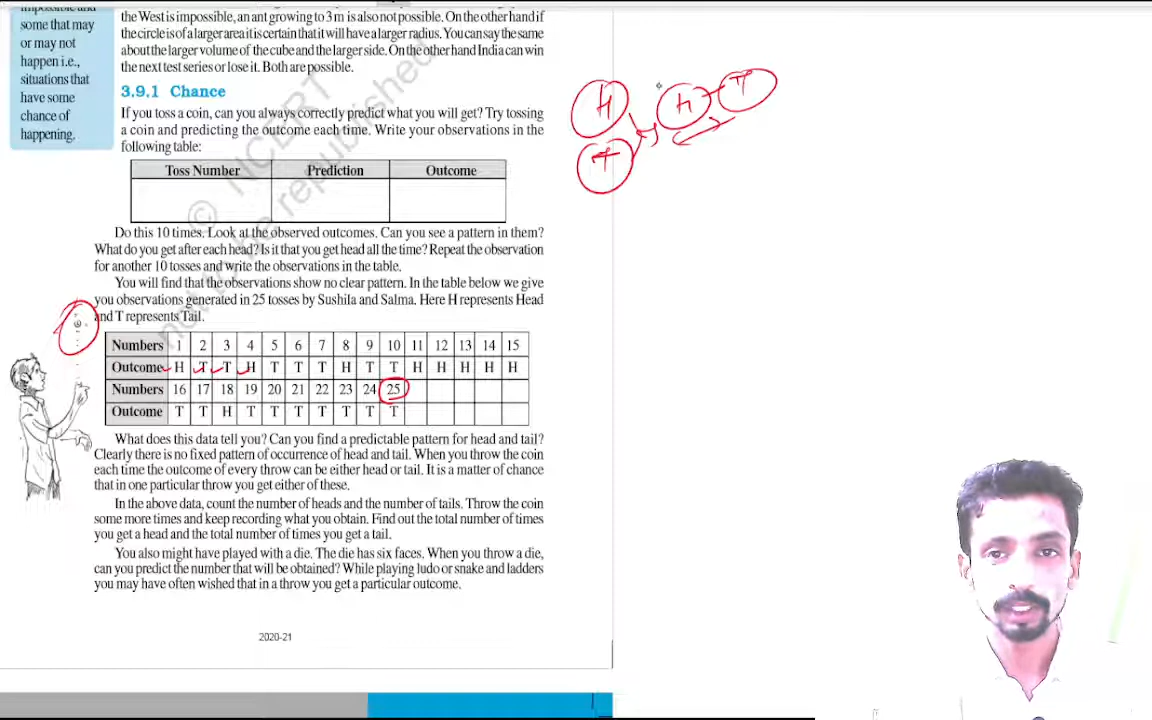 some that may
or may not
happen i.e.,
situations that
have some
chance of
happening.
the West is impossible, an ant growing to 3 m is also not possible. On the other hand if
the circle is of a larger area it is certain that it will have a larger radius. You can say the same
about the larger volume of the cube and the larger side. On the other hand India can win
the next test series or lose it. Both are possible.
3.9.1 Chance
If you toss a coin, can you always correctly predict what you will get? Try tossing
a coin and predicting the outcome each time. Write your observations in the
following table:
Toss Number Prediction Outcome
Do this 10 times. Look at the observed outcomes. Can you see a pattern in them?
What do you get after each head? Is it that you get head all the time? Repeat the observation
for another 10 tosses and write the observations in the table.
You will find that the observations show no clear pattern. In the table below we give
you observations generated in 25 tosses by Sushila and Salma. Here H represents Head
and T represents Tail.
Numbers 1 2 3 4 5 6 7 8 9 10 11 12 13 14 15
Outcome H T T H T T T H T T H H H H H
Numbers 16 17 18 19 20 21 22 23 24 25
Outcome T T H T T T T T T T
What does this data tell you? Can you find a predictable pattern for head and tail?
Clearly there is no fixed pattern of occurrence of head and tail. When you throw the coin
each time the outcome of every throw can be either head or tail. It is a matter of chance
that in one particular throw you get either of these.
In the above data, count the number of heads and the number of tails. Throw the coin
some more times and keep recording what you obtain. Find out the total number of times
you get a head and the total number of times you get a tail.
You also might have played with a die. The die has six faces. When you throw a die,
can you predict the number that will be obtained? While playing ludo or snake and ladders
you may have often wished that in a throw you get a particular outcome.
2020-21
© NCERT
not to be republished
H
T
h
T